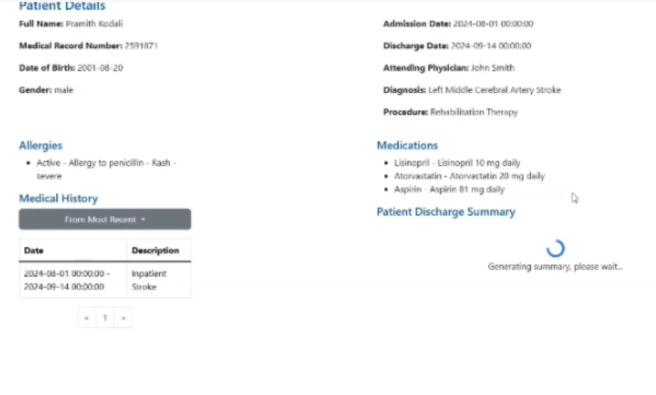 Patient Details
Full Name: Pramith Kodali
Medical Record Number: 2591871
Date of Birth: 2001-08-20
Gender: male
Admission Date: 2024-08-01 00:00:00
Discharge Date: 2024-09-14 00:00:00
Attending Physician: John Smith
Diagnosis: Left Middle Cerebral Artery Stroke
Procedure: Rehabilitation Therapy
Allergies
• Active - Allergy to penicillin - Rash -
severe
Medical History
From Most Recent
Date Description
2024-08-01 00:00:00 - Inpatient
2024-09-14 00:00:00 Stroke
« 1 »
Medications
• Lisinopril - Lisinopril 10 mg daily
• Atorvastatin - Atorvastatin 20 mg daily
• Aspirin - Aspirin 81 mg daily
Patient Discharge Summary
Generating summary, please wait...